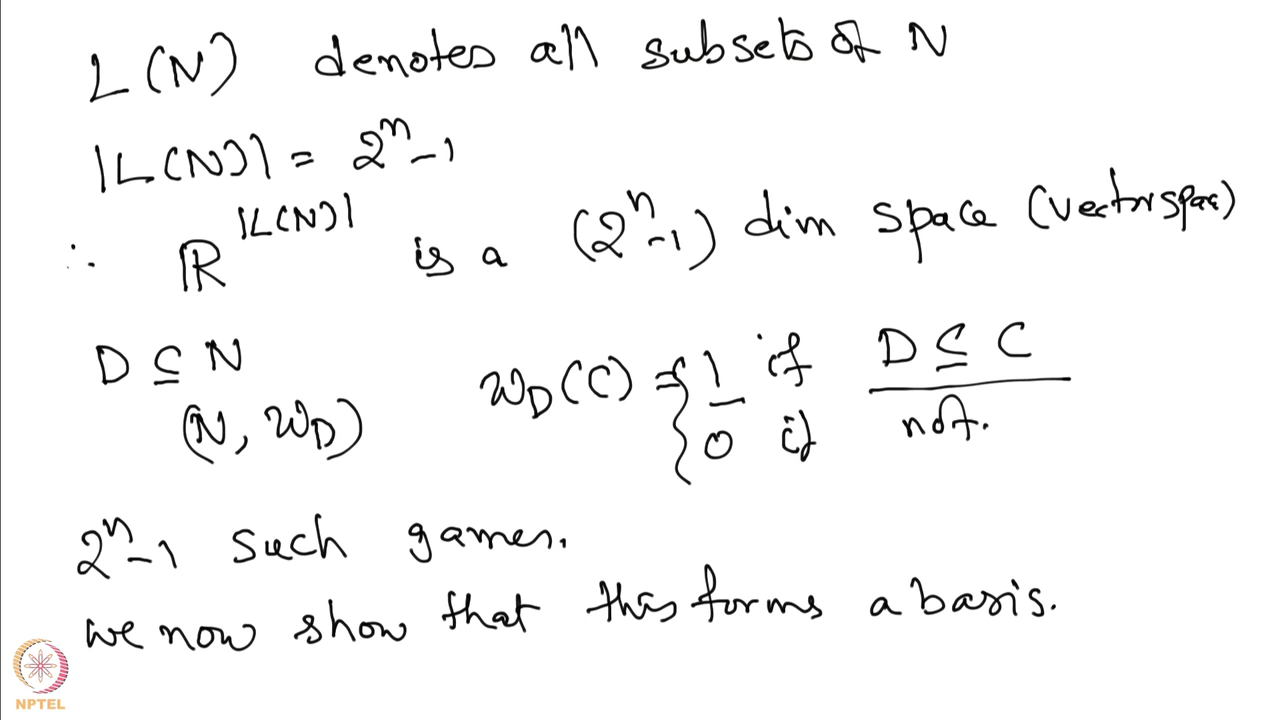 L(N) denotes all subsets of N
|L(N)| = 2^n - 1
∴ ℝ^|L(N)| is a (2^n - 1) dim space (vector space)
D ⊆ N
w_D(C) = { 1 if D ⊆ C
(N, w_D)
0 if not.
2^n - 1 such games.
we now show that this forms a basis.
NPTEL